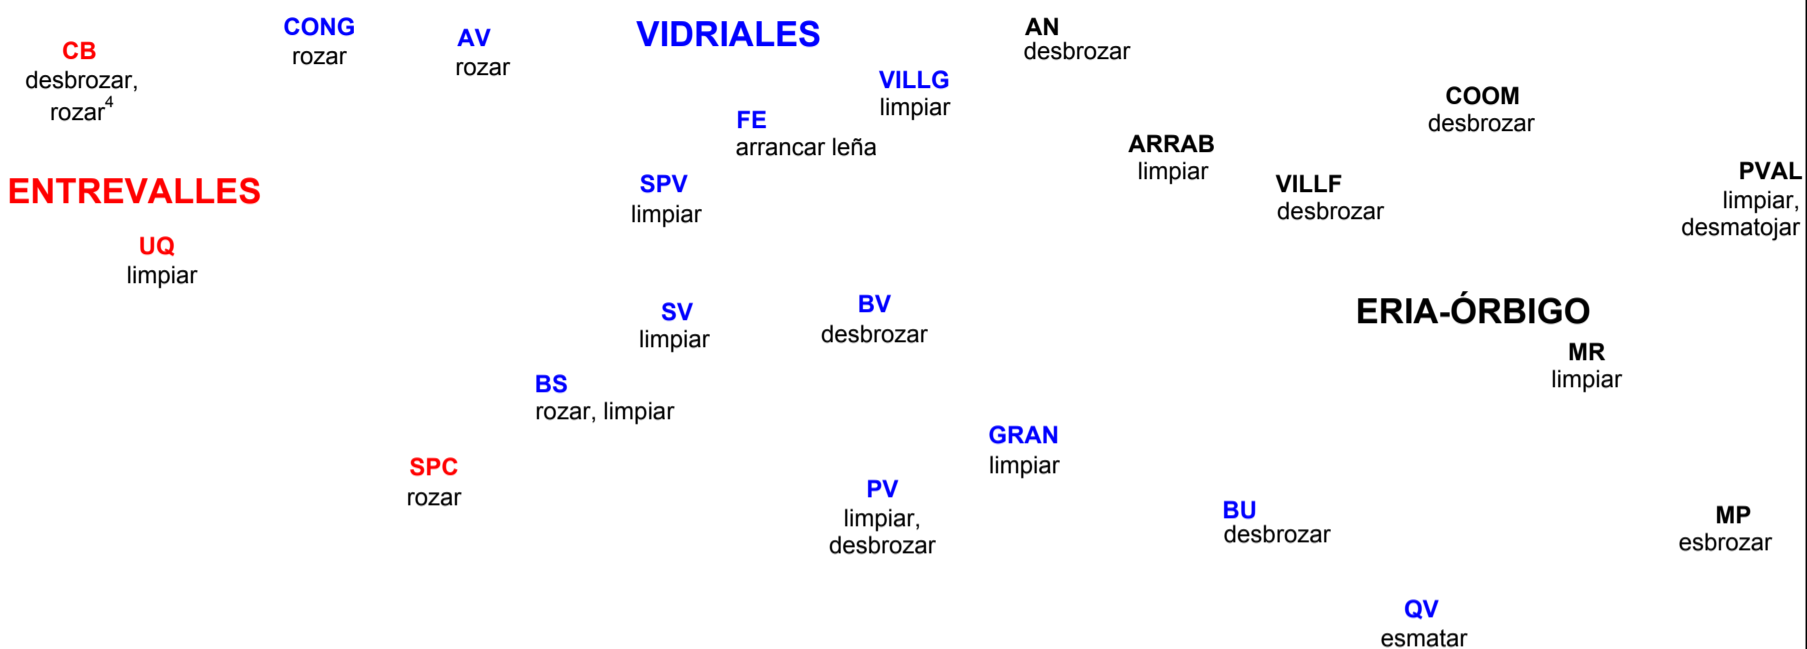 CB
desbrozar,
rozar⁴
CONG
rozar
AV
rozar
VIDRIALES
VILLG
limpiar
FE
arrancar leña
AN
desbrozar
COOM
desbrozar
ARRAB
limpiar
VILLF
desbrozar
PVAL
limpiar,
desmatojar
ENTREVALLES
SPV
limpiar
UQ
limpiar
SV
limpiar
BV
desbrozar
ERIA-ÓRBIGO
MR
limpiar
BS
rozar, limpiar
GRAN
limpiar
SPC
rozar
PV
limpiar,
desbrozar
BU
desbrozar
MP
esbrozar
QV
esmatar